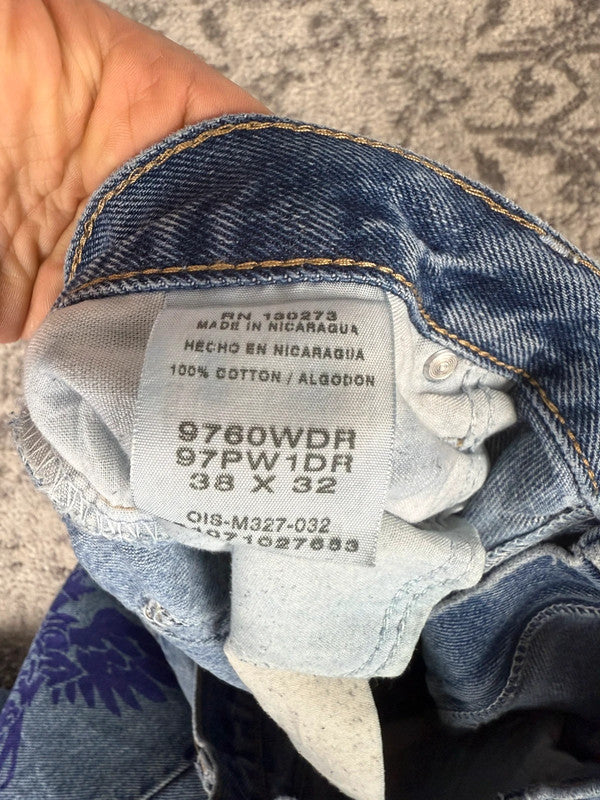 RN 130273
MADE IN NICARAGUA
HECHO EN NICARAGUA
100% COTTON / ALGODON
9760WDR
97PW1DR
38 X 32
OIS-M327-032